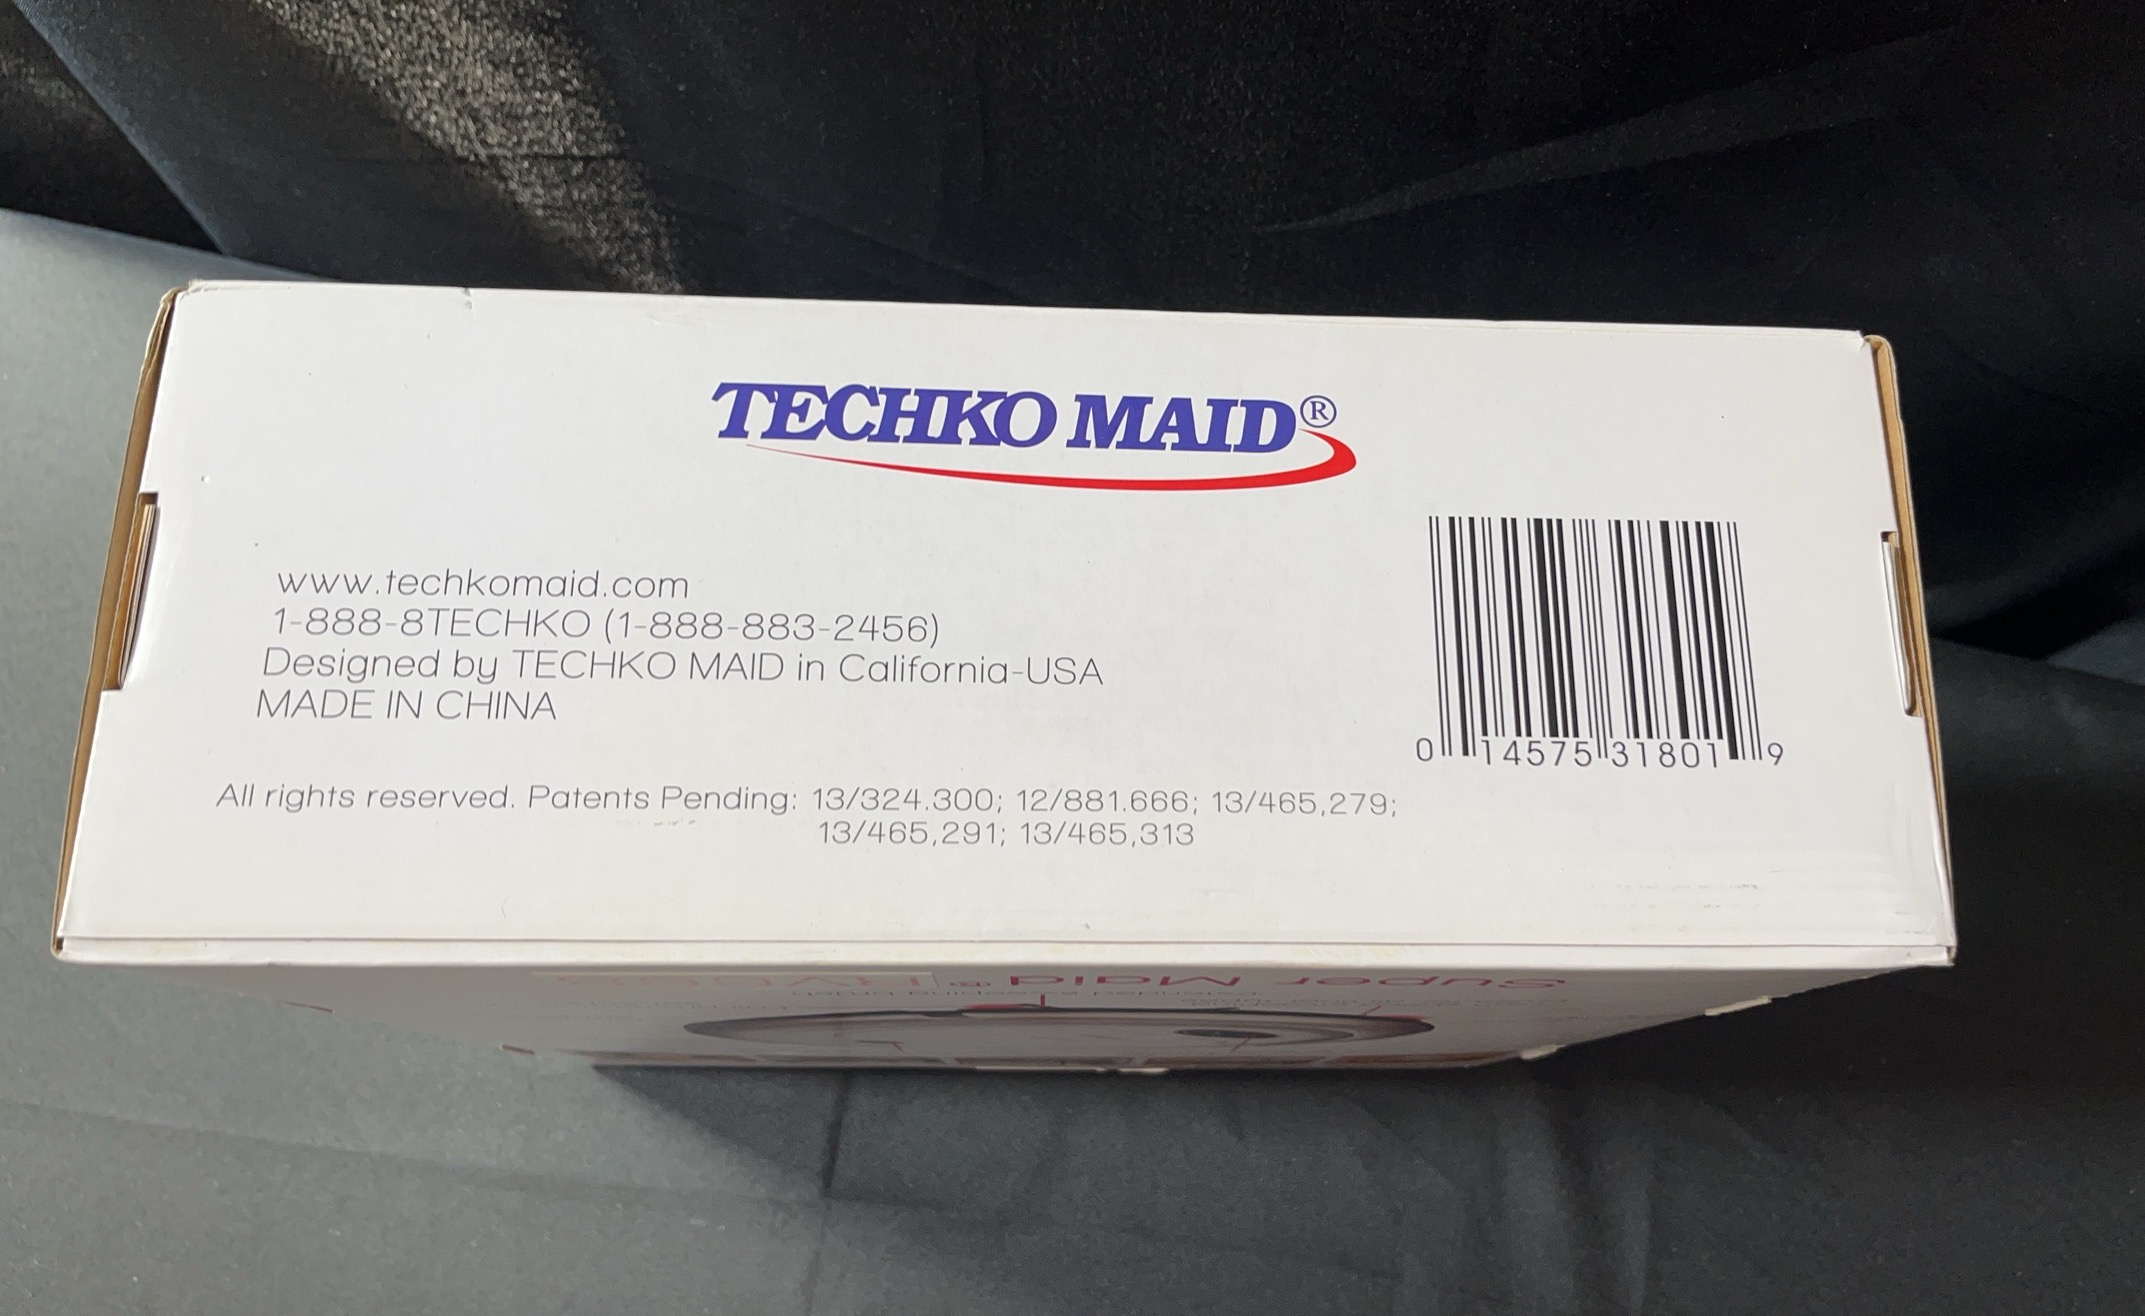 TECHKO MAID®
www.techkomaid.com
1-888-8TECHKO (1-888-883-2456)
Designed by TECHKO MAID in California-USA
MADE IN CHINA
0 14575 31801 9
All rights reserved. Patents Pending: 13/324.300; 12/881.666; 13/465,279;
13/465,291; 13/465,313
Super Maid